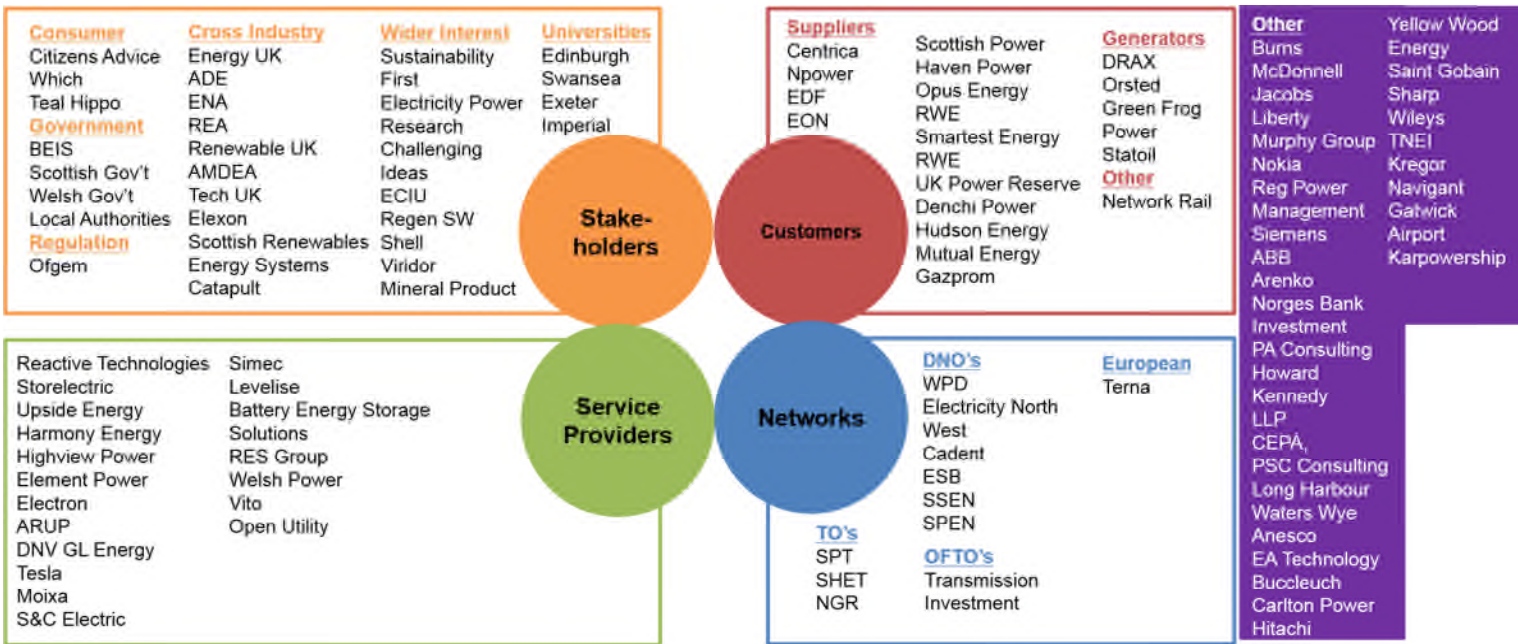 Consumer
Citizens Advice
Which
Teal Hippo
Government
BEIS
Scottish Gov't
Welsh Gov't
Local Authorities
Regulation
Ofgem
Cross Industry
Energy UK
ADE
ENA
REA
Renewable UK
AMDEA
Tech UK
Elexon
Scottish Renewables
Energy Systems
Catapult
Wider Interest
Sustainability
First
Electricity Power
Research
Challenging
Ideas
ECIU
Regen SW
Shell
Viridor
Mineral Product
Universities
Edinburgh
Swansea
Exeter
Imperial
Stake-
holders
Suppliers
Centrica
Npower
EDF
EON
Scottish Power
Haven Power
Opus Energy
RWE
Smartest Energy
RWE
UK Power Reserve
Denchi Power
Hudson Energy
Mutual Energy
Gazprom
Generators
DRAX
Orsted
Green Frog
Power
Statoil
Other
Network Rail
Customers
Reactive Technologies
Storelectric
Upside Energy
Harmony Energy
Highview Power
Element Power
Electron
ARUP
DNV GL Energy
Tesla
Moixa
S&C Electric
Simec
Levelise
Battery Energy Storage
Solutions
RES Group
Welsh Power
Vito
Open Utility
Service
Providers
Networks
TO's
SPT
SHET
NGR
DNO's
WPD
Electricity North
West
Cadent
ESB
SSEN
SPEN
OFTO's
Transmission
Investment
European
Terna
Other
Burns
McDonnell
Jacobs
Liberty
Murphy Group
Nokia
Reg Power
Management
Siemens
ABB
Arenko
Norges Bank
Investment
PA Consulting
Howard
Kennedy
LLP
CEPA,
PSC Consulting
Long Harbour
Waters Wye
Anesco
EA Technology
Buccleuch
Carlton Power
Hitachi
Yellow Wood
Energy
Saint Gobain
Sharp
Wileys
TNEI
Kregor
Navigant
Gatwick
Airport
Karpowership